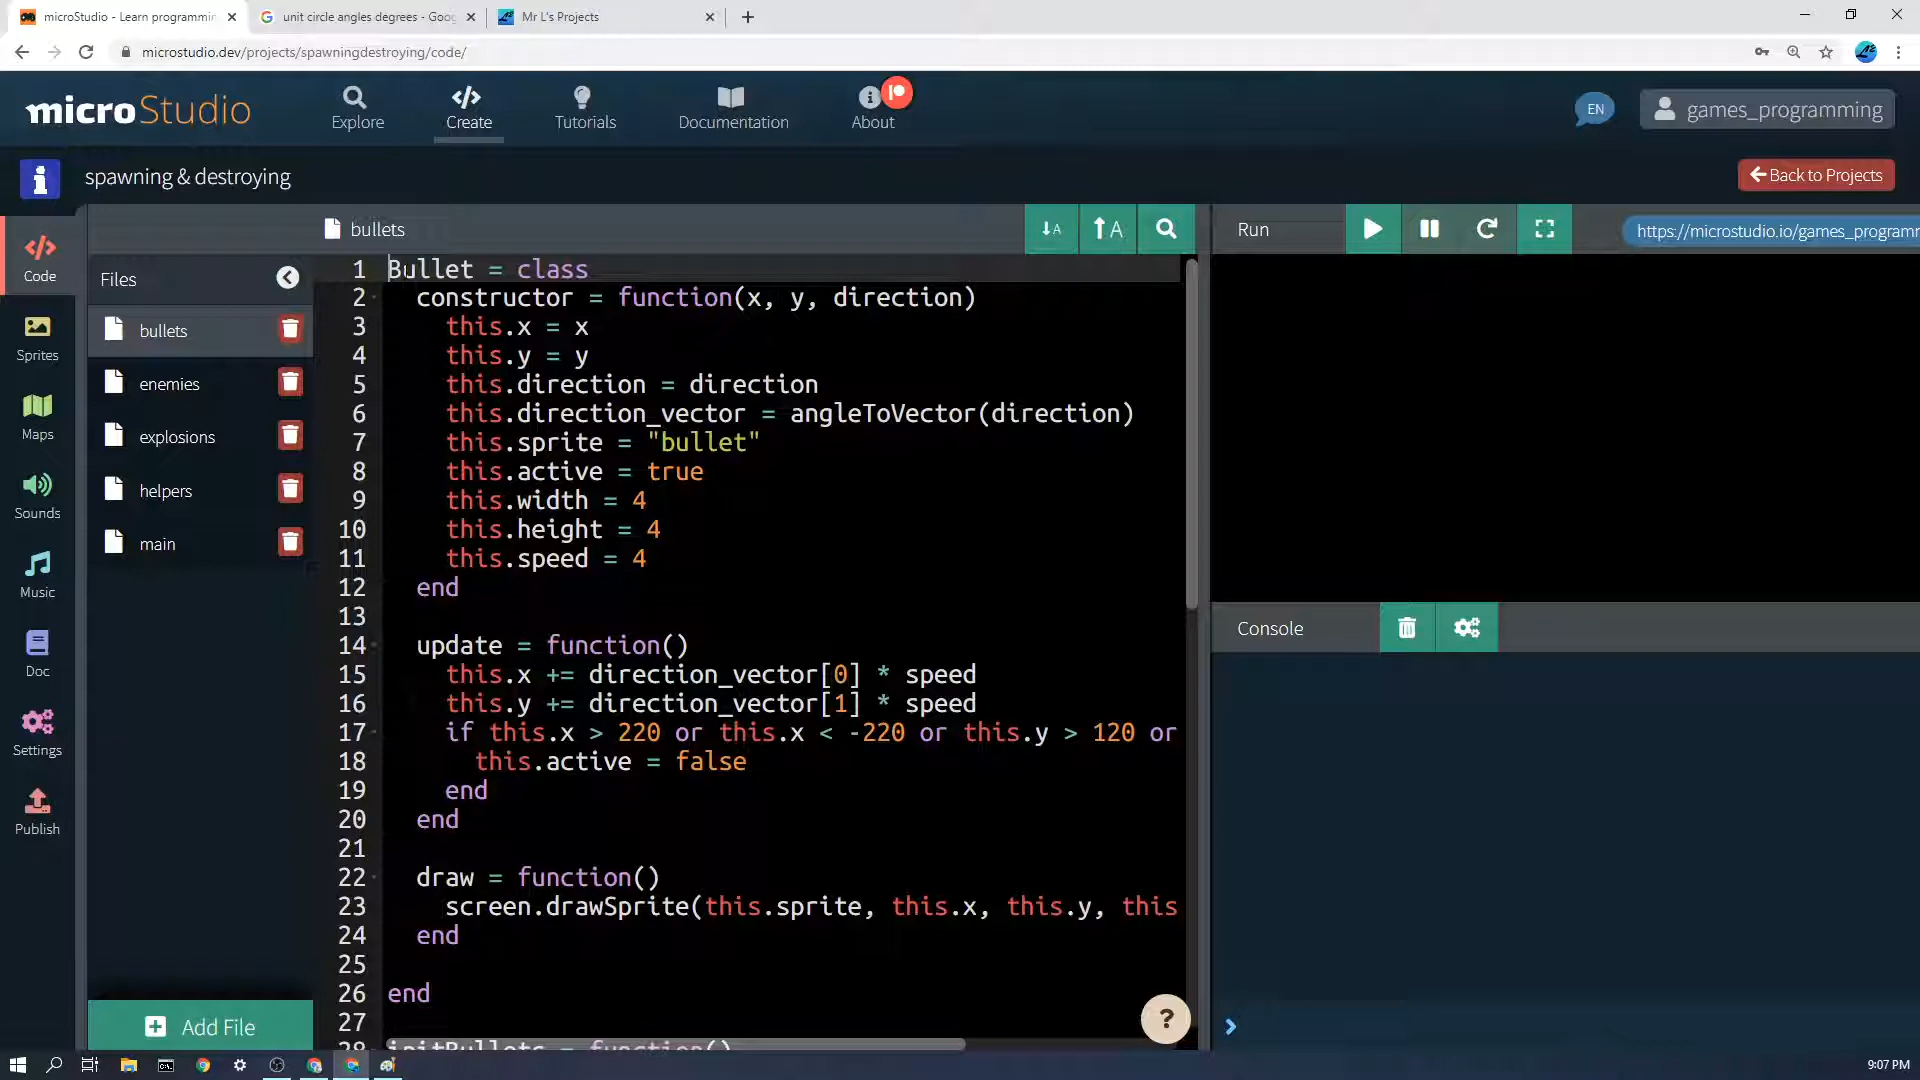 microStudio - Learn programmin
unit circle angles degrees - Goog
Mr L's Projects
microstudio.dev/projects/spawningdestroying/code/
microStudio
Explore
Create
Tutorials
Documentation
About
EN
games_programming
spawning & destroying
Back to Projects
Code
Sprites
Maps
Sounds
Music
Doc
Settings
Publish
Files
bullets
enemies
explosions
helpers
main
Add File
bullets
A
A
1 Bullet = class
2 constructor = function(x, y, direction)
3 this.x = x
4 this.y = y
5 this.direction = direction
6 this.direction_vector = angleToVector(direction)
7 this.sprite = "bullet"
8 this.active = true
9 this.width = 4
10 this.height = 4
11 this.speed = 4
12 end
13
14 update = function()
15 this.x += direction_vector[0] * speed
16 this.y += direction_vector[1] * speed
17 if this.x > 220 or this.x < -220 or this.y > 120 or
18 this.active = false
19 end
20 end
21
22 draw = function()
23 screen.drawSprite(this.sprite, this.x, this.y, this
24 end
25
26 end
27
28 initBullets = function()
?
Run
https://microstudio.io/games_programm
Console
9:07 PM